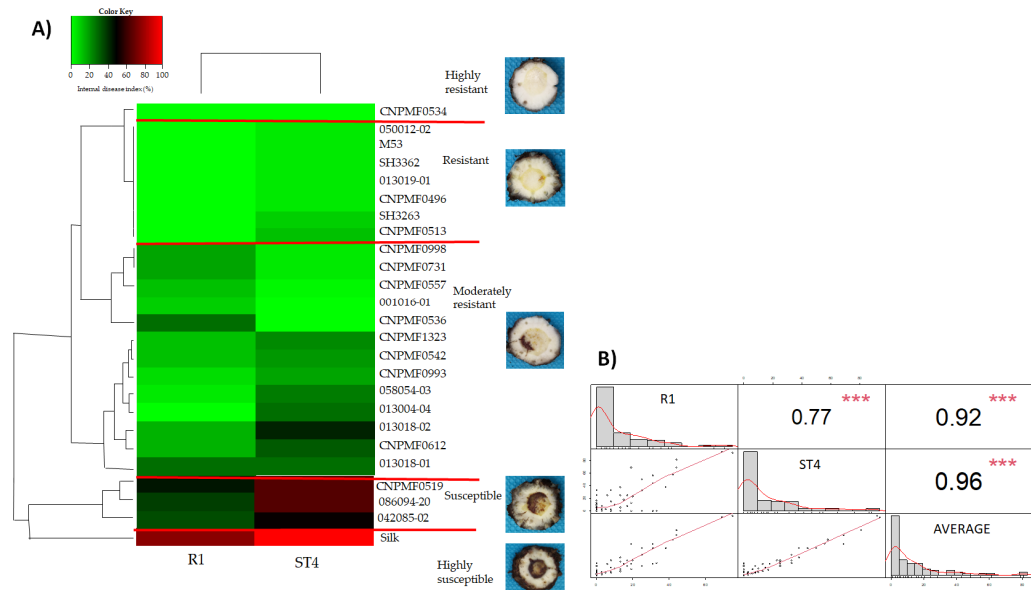 A)
Color Key
0 20 40 60 80 100
Internal disease index (%)
Highly
resistant
CNPMF0534
050012-02
M53
SH3362
Resistant
013019-01
CNPMF0496
SH3263
CNPMF0513
CNPMF0998
CNPMF0731
CNPMF0557
Moderately
resistant
001016-01
CNPMF0536
CNPMF1323
CNPMF0542
CNPMF0993
058054-03
013004-04
013018-02
CNPMF0612
013018-01
CNPMF0519
Susceptible
086094-20
042085-02
Silk
R1 ST4
Highly
susceptible
B)
R1
0.77 ***
0.92 ***
ST4
0.96 ***
AVERAGE